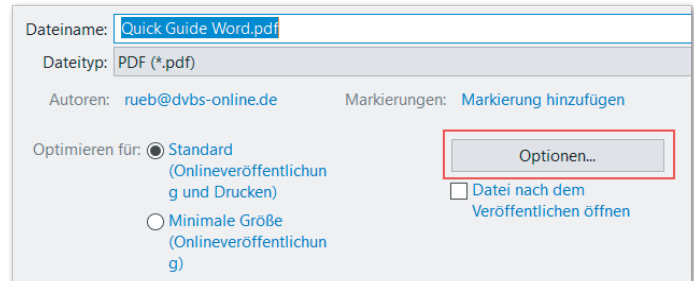 Dateiname: Quick Guide Word.pdf
Dateityp: PDF (*.pdf)
Autoren: rueb@dvbs-online.de Markierungen: Markierung hinzufügen
Optimieren für: Standard
(Onlineveröffentlichun
g und Drucken)
Minimale Größe
(Onlineveröffentlichun
g)
Optionen...
Datei nach dem
Veröffentlichen öffnen